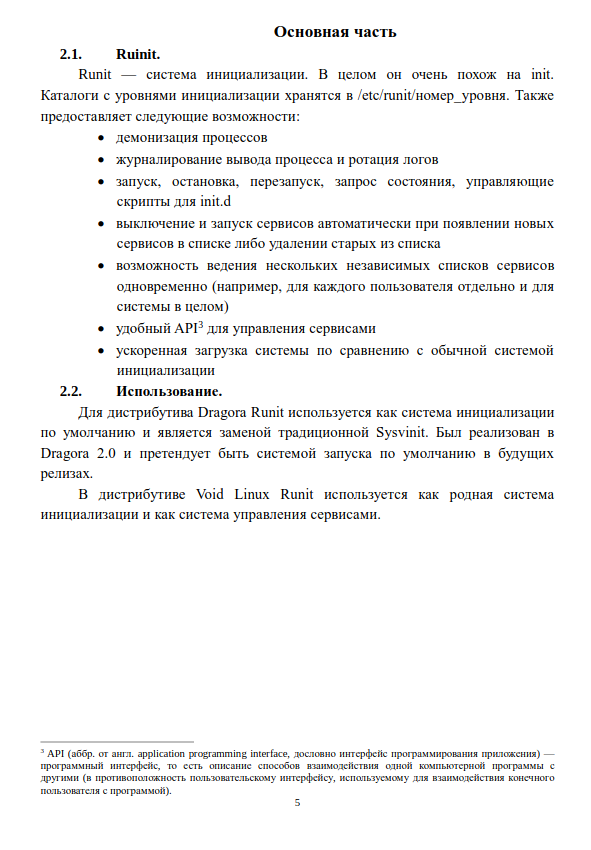 Основная часть
2.1. Ruinit.
Runit — система инициализации. В целом он очень похож на init.
Каталоги с уровнями инициализации хранятся в /etc/runit/номер_уровня. Также
предоставляет следующие возможности:
• демонизация процессов
• журналирование вывода процесса и ротация логов
• запуск, остановка, перезапуск, запрос состояния, управляющие
скрипты для init.d
• выключение и запуск сервисов автоматически при появлении новых
сервисов в списке либо удалении старых из списка
• возможность ведения нескольких независимых списков сервисов
одновременно (например, для каждого пользователя отдельно и для
системы в целом)
• удобный API3 для управления сервисами
• ускоренная загрузка системы по сравнению с обычной системой
инициализации
2.2. Использование.
Для дистрибутива Dragora Runit используется как система инициализации
по умолчанию и является заменой традиционной Sysvinit. Был реализован в
Dragora 2.0 и претендует быть системой запуска по умолчанию в будущих
релизах.
В дистрибутиве Void Linux Runit используется как родная система
инициализации и как система управления сервисами.
3 API (аббр. от англ. application programming interface, дословно интерфейс программирования приложения) —
программный интерфейс, то есть описание способов взаимодействия одной компьютерной программы с
другими (в противоположность пользовательскому интерфейсу, используемому для взаимодействия конечного
пользователя с программой).
5